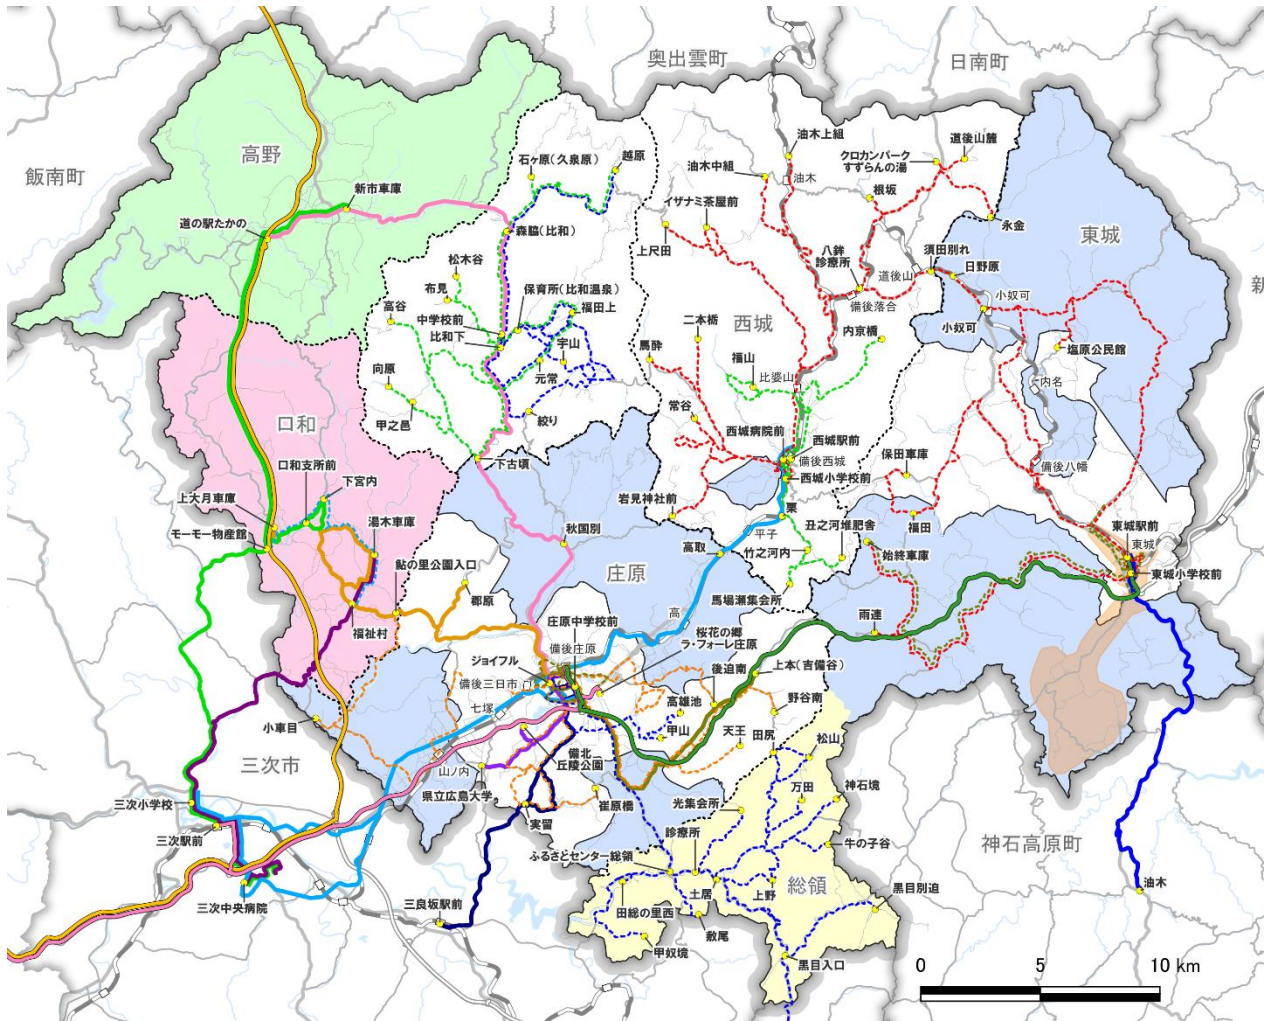 奥出雲町
日南町
油木上組
道後山麓
高野
石ヶ原(久泉原)
越原
油木中組
油木
クロカンパーク
すずらんの湯
飯南町
新市車庫
イザナミ茶屋前
根坂
道の駅たかの
森脇(比和)
上尺田
永金
東城
松木谷
八鉾
診療所
道後山
須田別れ
日野原
布見
保育所(比和温泉)
福田上
備後落合
小奴可
新
高谷
中学校前
比和下
宇山
二本橋
西城
内京橋
小奴可
馬酔
福山
塩原公民館
向原
元常
比婆山
内名
甲之邑
絞り
常谷
口和
下古頃
西城病院前
西城駅前
備後西城
保田車庫
備後八幡
口和支所前
下宮内
西城小学校前
上大月車庫
湯木車庫
岩見神社前
栗
福田
モーモー物産館
秋国別
平子
丑之河堆肥舎
始終車庫
東城駅前
東城
高取
竹之河内
東城小学校前
鮎の里公園入口
庄原
郡原
馬場瀬集会所
福祉村
庄原中学校前
高
雨連
備後庄原
桜花の郷
ラ・フォーレ庄原
ジョイフル
後迫南
上本(吉備谷)
備後三日市
七塚
高雄池
野谷南
小車目
甲山
天王
田尻
松山
三次市
山ノ内
備北
丘陵公園
県立広島大学
万田
神石境
三次小学校
崔原橋
光集会所
実留
三次駅前
診療所
牛の子谷
神石高原町
ふるさとセンター総領
総領
三次中央病院
土居
上野
黒目別迫
油木
三良坂駅前
田総の里西
敷尾
甲奴境
黒目入口
0
5
10 km